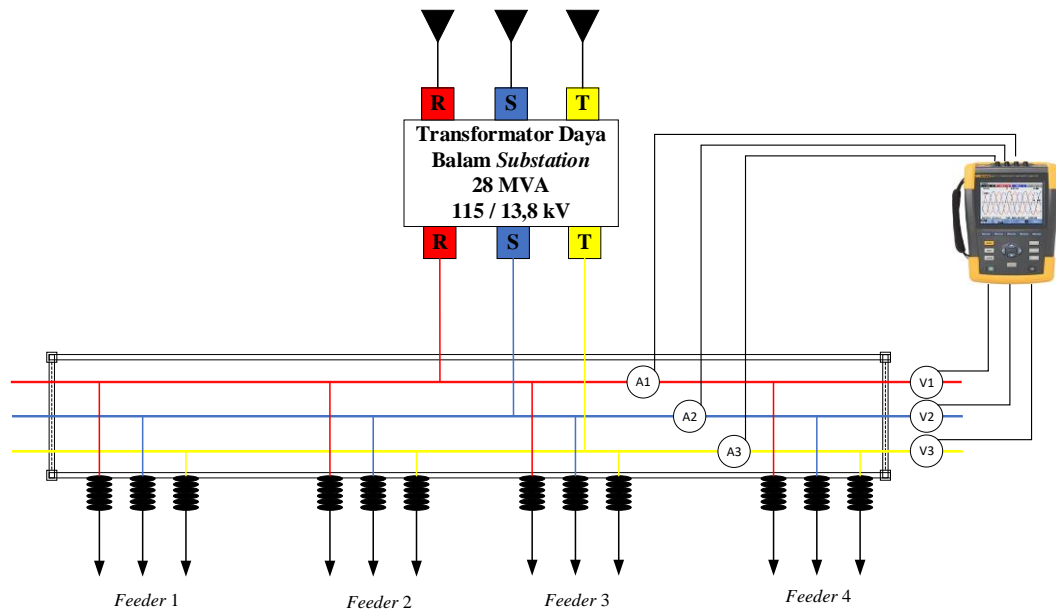 R S T
Transformator Daya
Balam Substation
28 MVA
115 / 13,8 kV
R S T
A1
V1
A2
V2
A3
V3
Feeder 1
Feeder 2
Feeder 3
Feeder 4